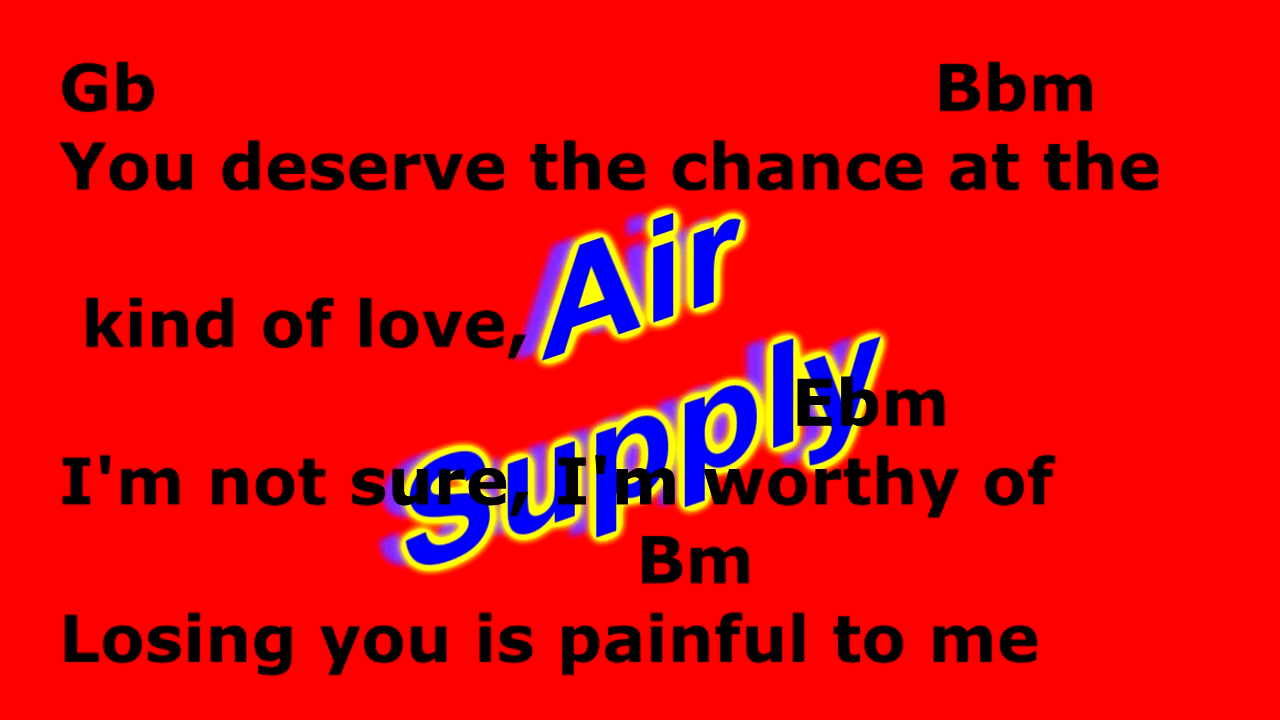 Gb Bbm
You deserve the chance at the
Air
kind of love,
Supply
Ebm
I'm not sure, I'm worthy of
Bm
Losing you is painful to me